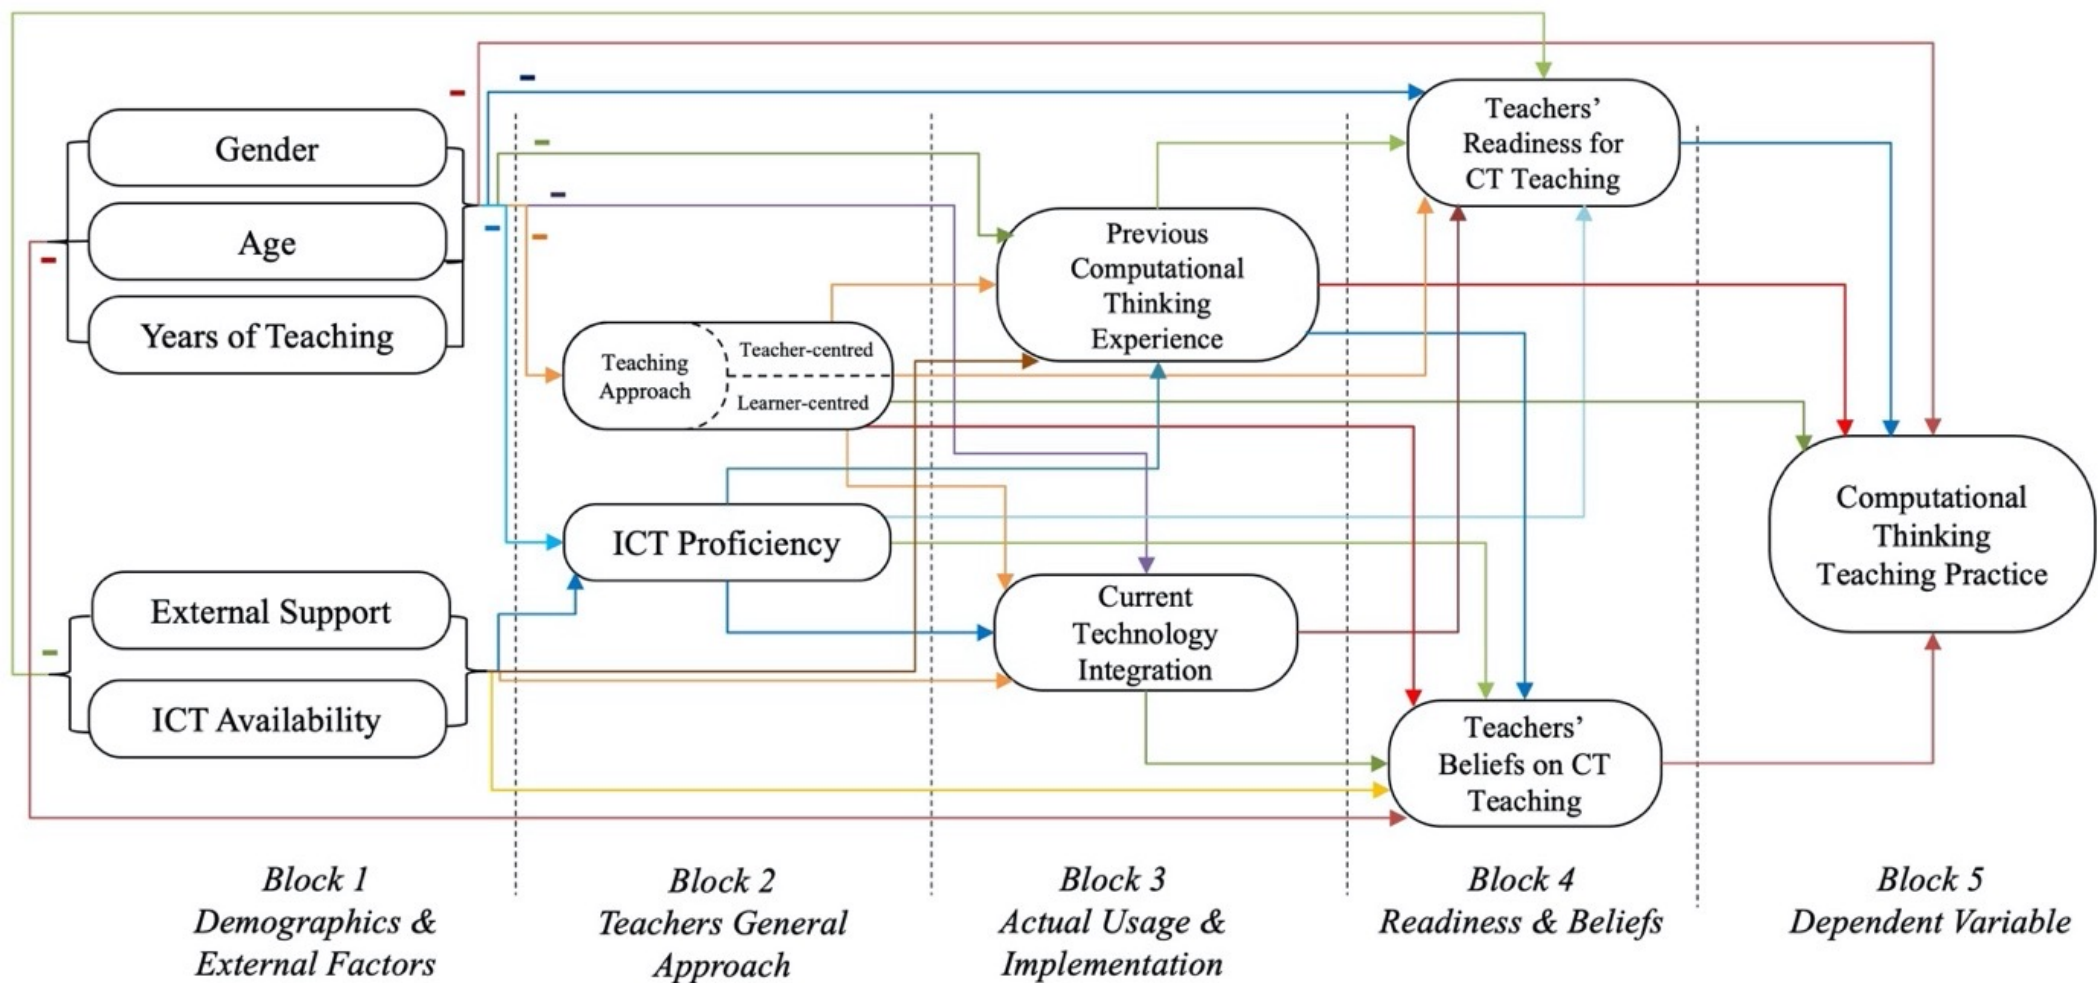 Gender
Age
Years of Teaching
External Support
ICT Availability
Teaching
Approach
Teacher-centred
Learner-centred
ICT Proficiency
Previous
Computational
Thinking
Experience
Current
Technology
Integration
Teachers’
Readiness for
CT Teaching
Teachers’
Beliefs on CT
Teaching
Computational
Thinking
Teaching Practice
Block 1
Demographics &
External Factors
Block 2
Teachers General
Approach
Block 3
Actual Usage &
Implementation
Block 4
Readiness & Beliefs
Block 5
Dependent Variable